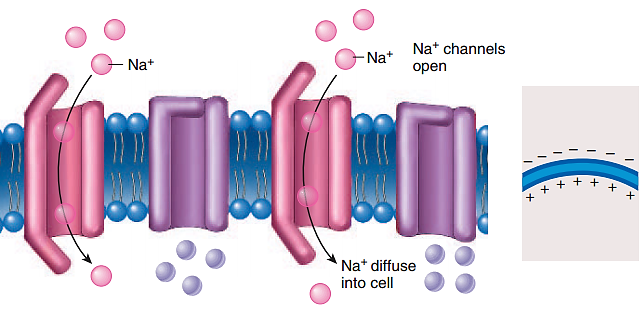 Na⁺
Na⁺
Na⁺ channels
open
Na⁺ diffuse
into cell
− − − − − − −
+ + + + + + +